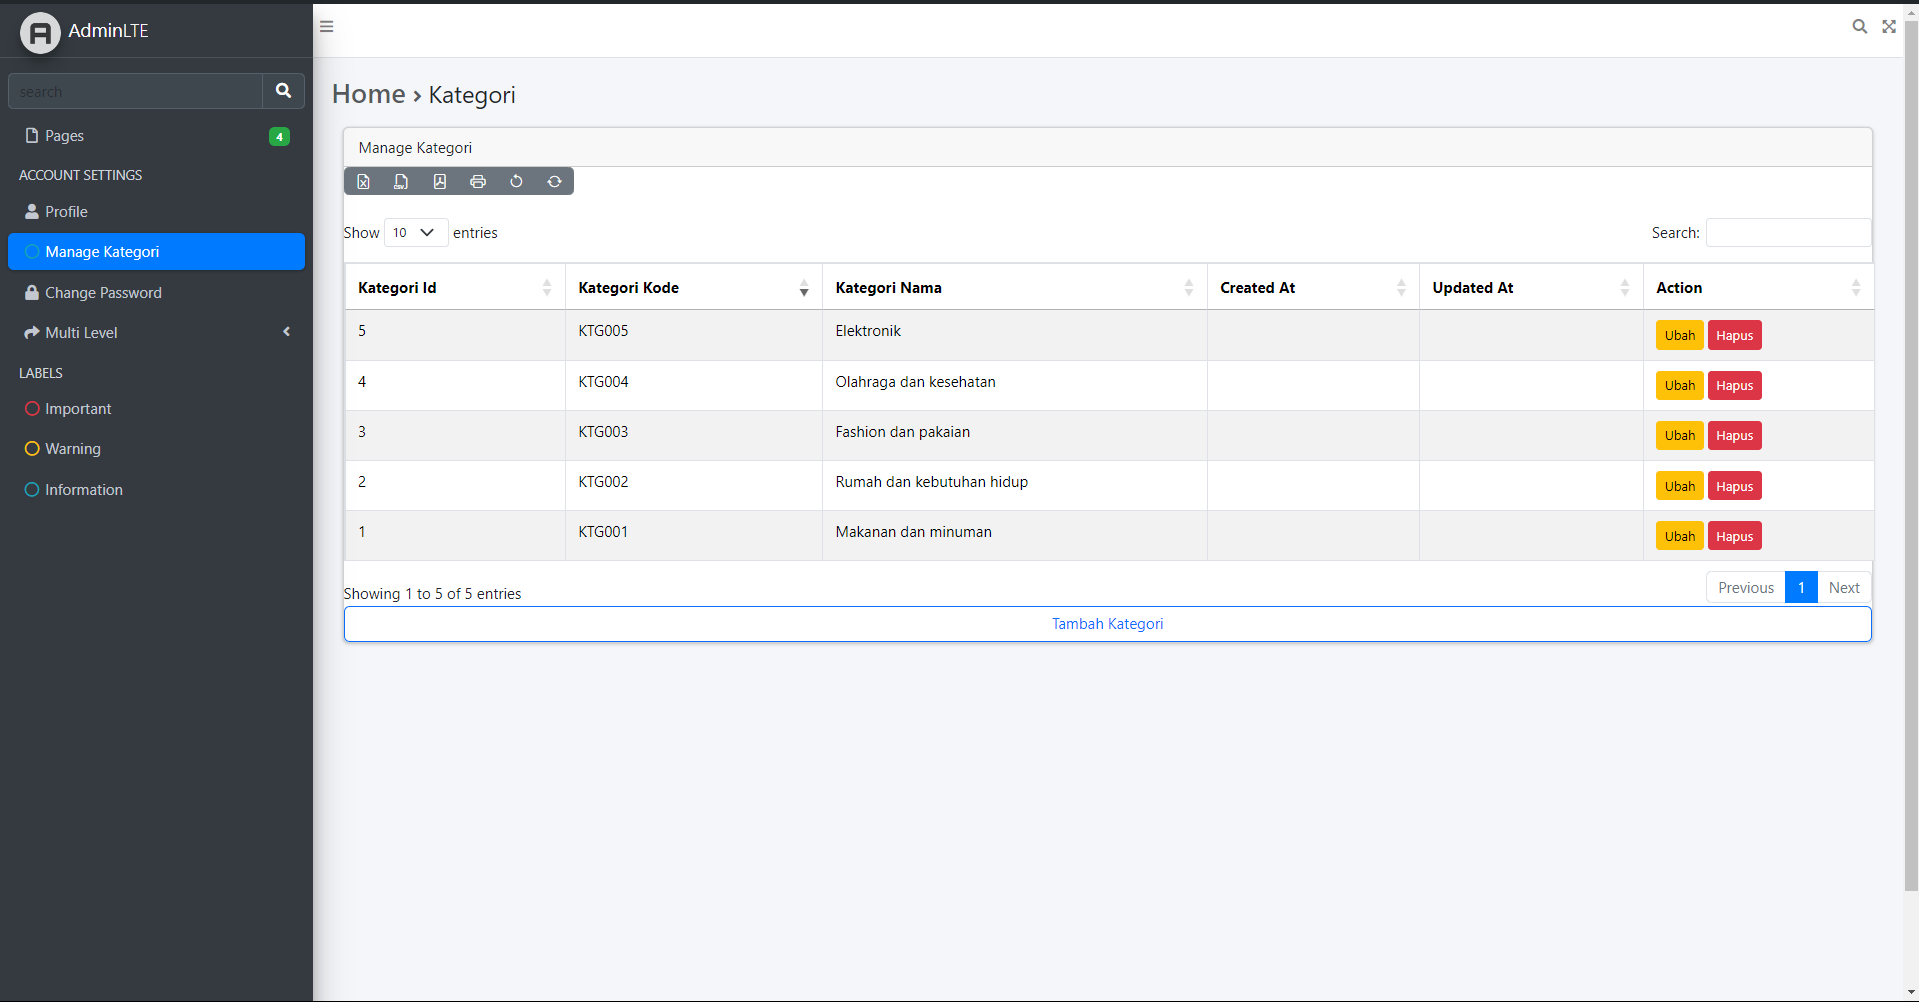 AdminLTE
search
Pages 4
ACCOUNT SETTINGS
Profile
Manage Kategori
Change Password
Multi Level
LABELS
Important
Warning
Information
Home › Kategori
Manage Kategori
Show 10 entries
Search:
Kategori Id Kategori Kode Kategori Nama Created At Updated At Action
5 KTG005 Elektronik Ubah Hapus
4 KTG004 Olahraga dan kesehatan Ubah Hapus
3 KTG003 Fashion dan pakaian Ubah Hapus
2 KTG002 Rumah dan kebutuhan hidup Ubah Hapus
1 KTG001 Makanan dan minuman Ubah Hapus
Showing 1 to 5 of 5 entries
Previous 1 Next
Tambah Kategori